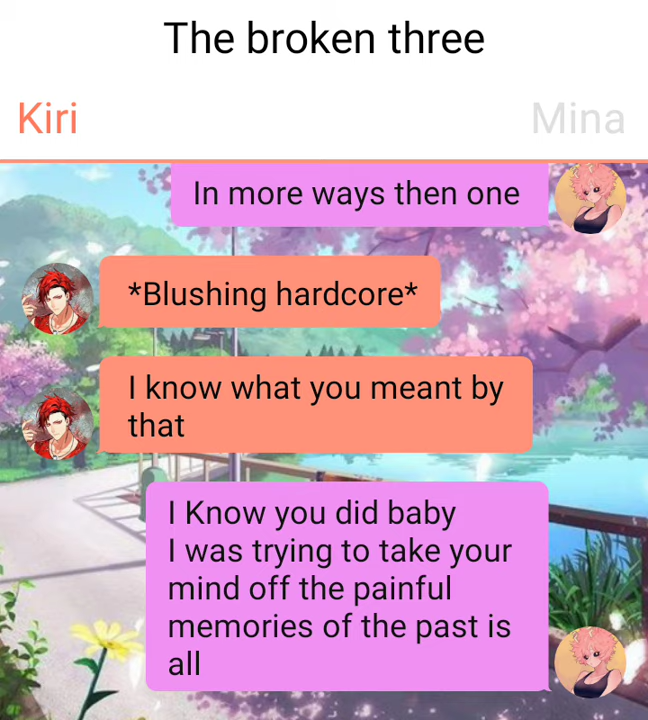 The broken three
Kiri
Mina
In more ways then one
*Blushing hardcore*
I know what you meant by
that
I Know you did baby
I was trying to take your
mind off the painful
memories of the past is
all